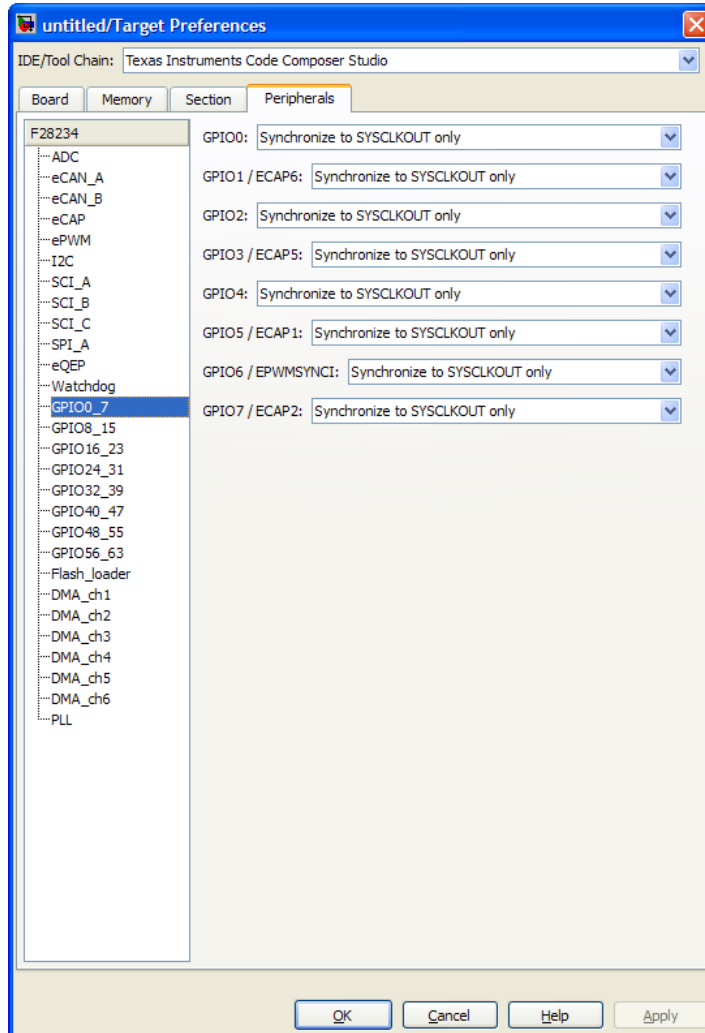 untitled/Target Preferences
IDE/Tool Chain: Texas Instruments Code Composer Studio
Board Memory Section Peripherals
F28234
ADC
eCAN_A
eCAN_B
eCAP
ePWM
I2C
SCI_A
SCI_B
SCI_C
SPI_A
eQEP
Watchdog
GPIO0_7
GPIO8_15
GPIO16_23
GPIO24_31
GPIO32_39
GPIO40_47
GPIO48_55
GPIO56_63
Flash_loader
DMA_ch1
DMA_ch2
DMA_ch3
DMA_ch4
DMA_ch5
DMA_ch6
PLL
GPIO0: Synchronize to SYSCLKOUT only
GPIO1 / ECAP6: Synchronize to SYSCLKOUT only
GPIO2: Synchronize to SYSCLKOUT only
GPIO3 / ECAP5: Synchronize to SYSCLKOUT only
GPIO4: Synchronize to SYSCLKOUT only
GPIO5 / ECAP1: Synchronize to SYSCLKOUT only
GPIO6 / EPWMSYNCI: Synchronize to SYSCLKOUT only
GPIO7 / ECAP2: Synchronize to SYSCLKOUT only
OK Cancel Help Apply